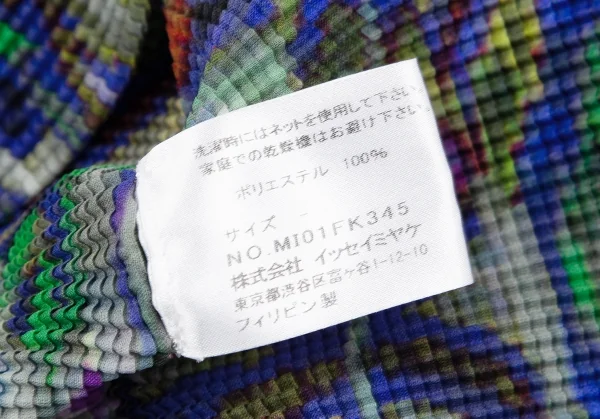 洗濯時にはネットを使用して下さい。
家庭での乾燥機はお避け下さい。
ポリエステル 100%
サイズ -
NO.MI01FK345
株式会社 イッセイミヤケ
東京都渋谷区富ヶ谷1-12-10
フィリピン製